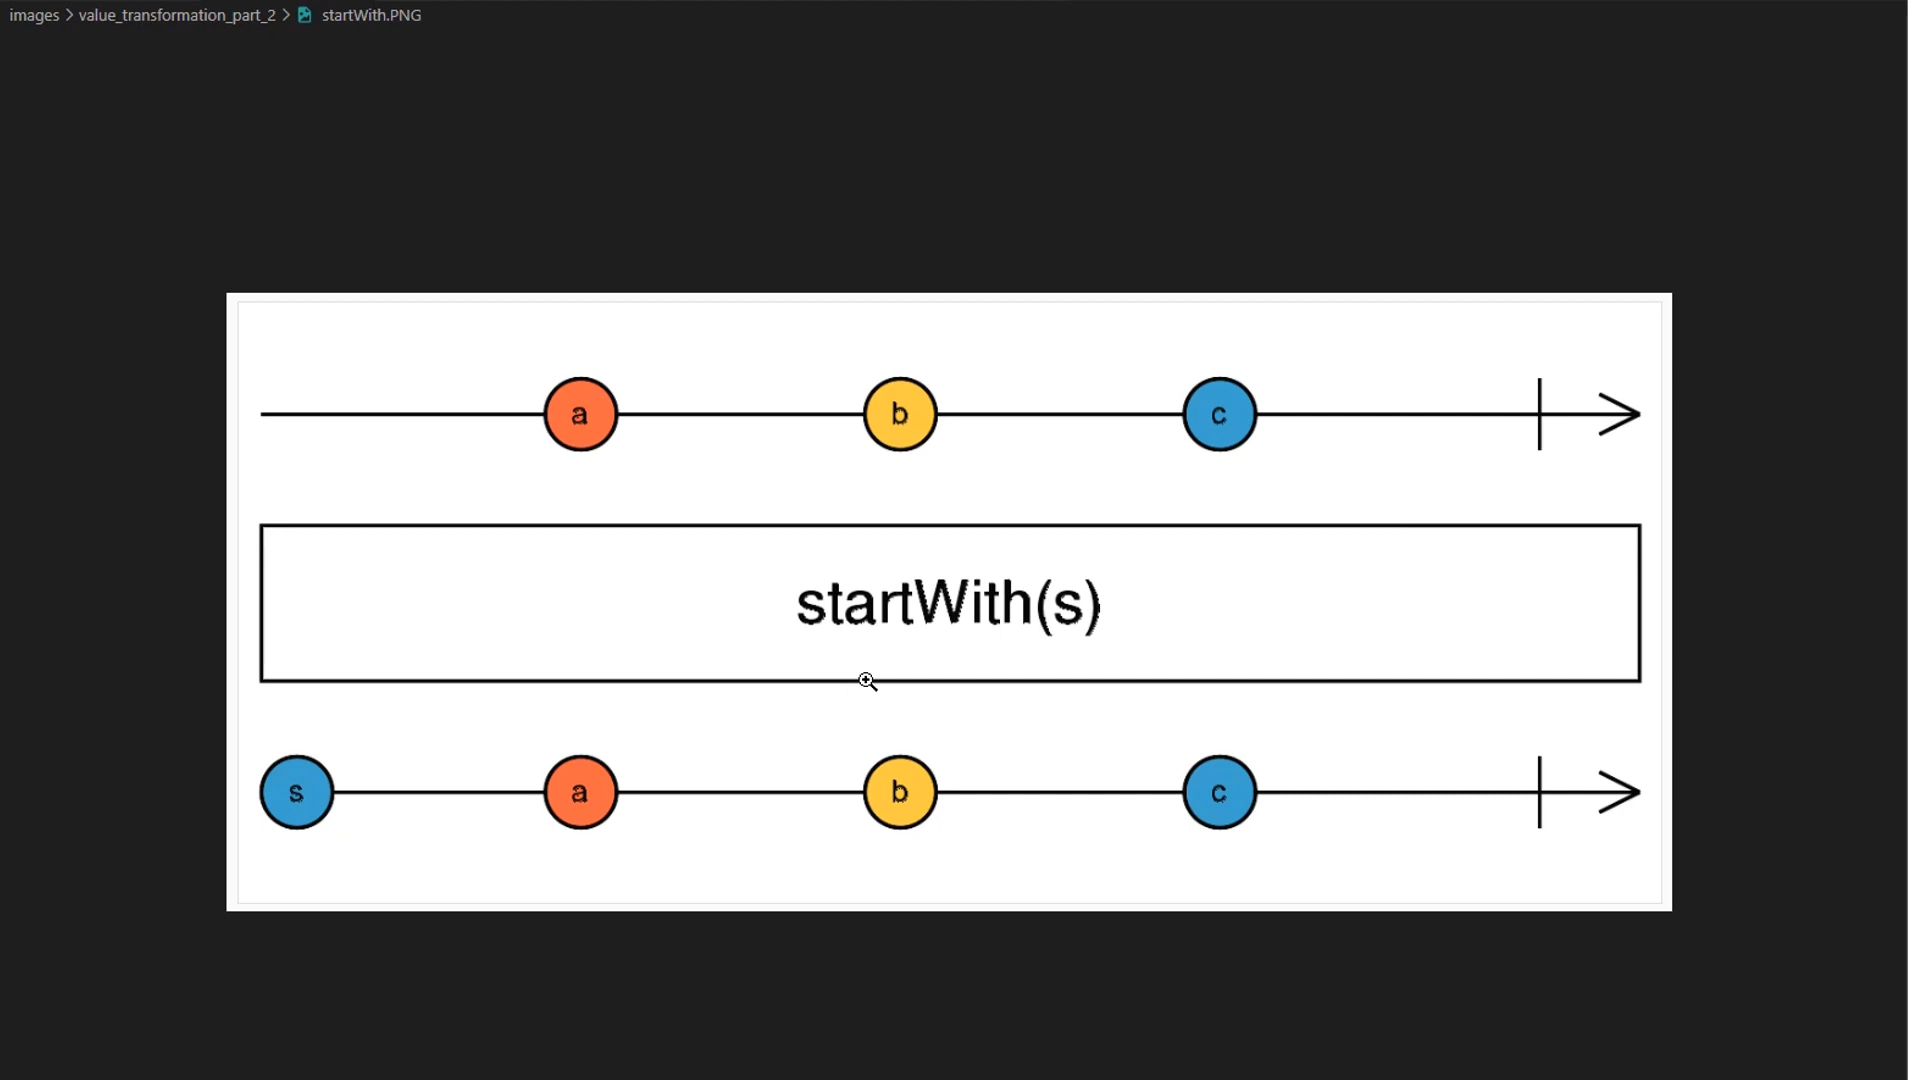 images > value_transformation_part_2 > startWith.PNG
a b c
startWith(s)
s a b c